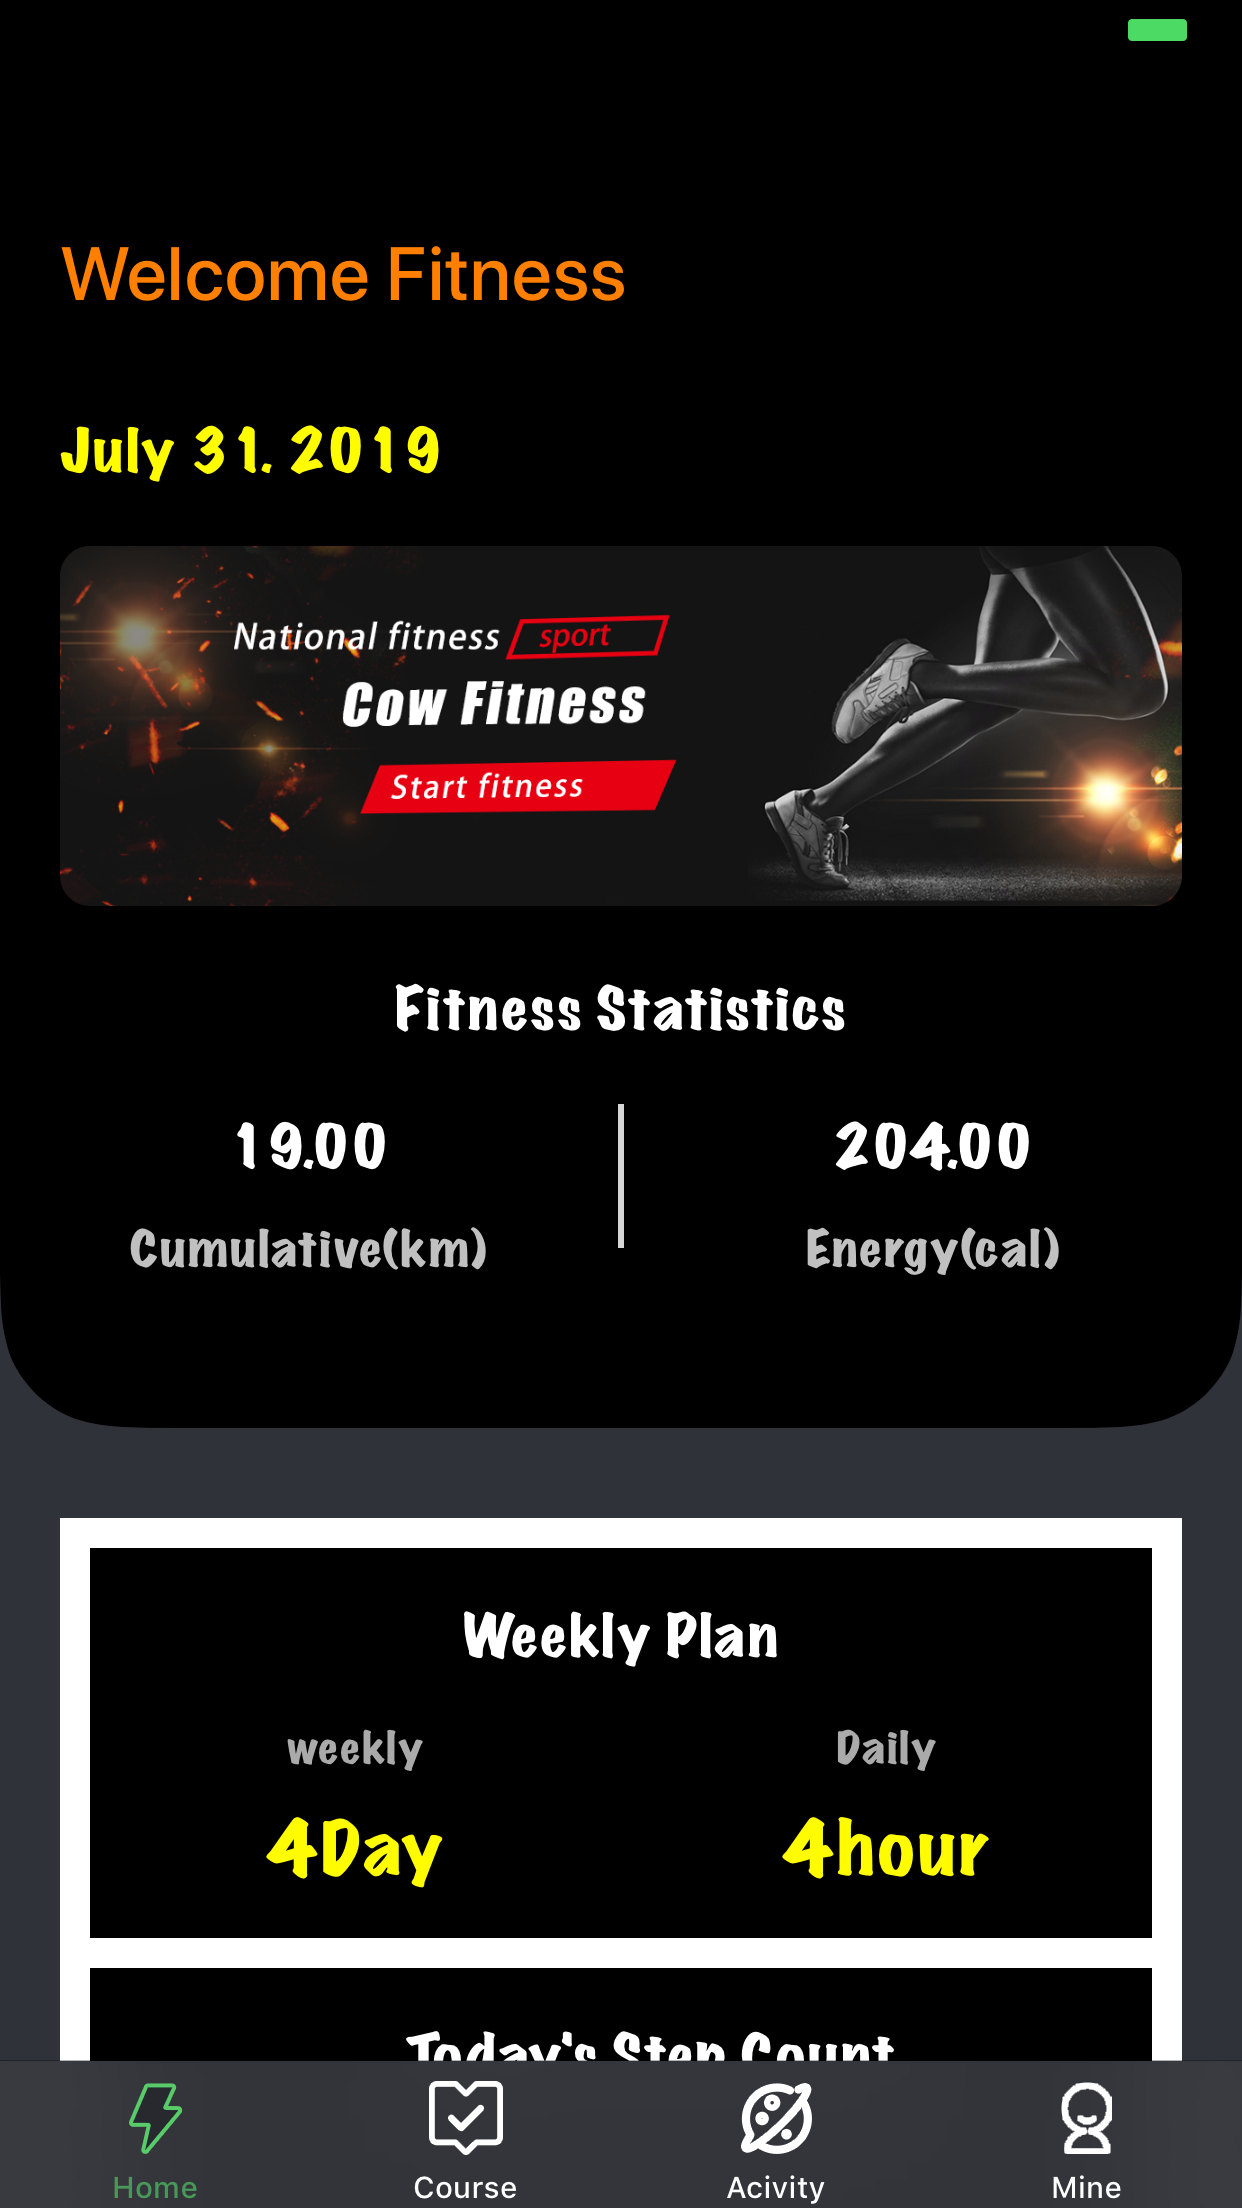 Welcome Fitness
July 31. 2019
National fitness sport
Cow Fitness
Start fitness
Fitness Statistics
19.00
204.00
Cumulative(km)
Energy(cal)
Weekly Plan
weekly
Daily
4Day
4hour
Today's Step Count
Home
Course
Acivity
Mine